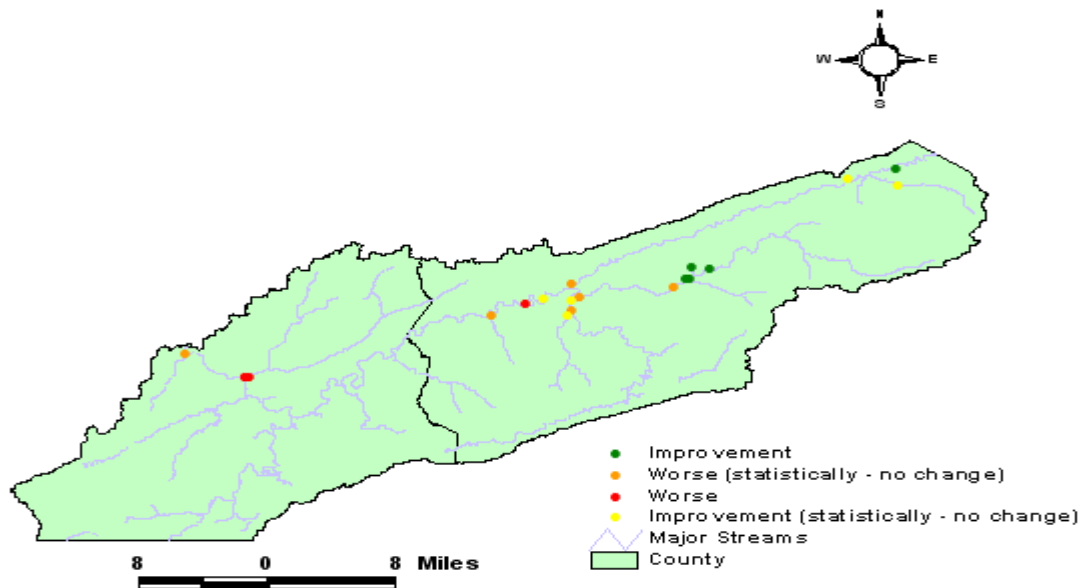 N
W E
S
Improvement
Worse (statistically - no change)
Worse
Improvement (statistically - no change)
Major Streams
County
8 0 8 Miles